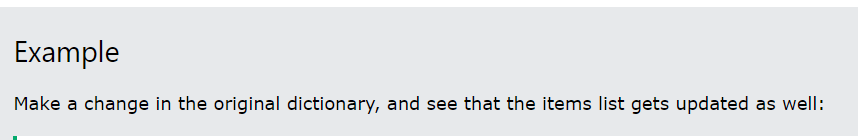 Example
Make a change in the original dictionary, and see that the items list gets updated as well: